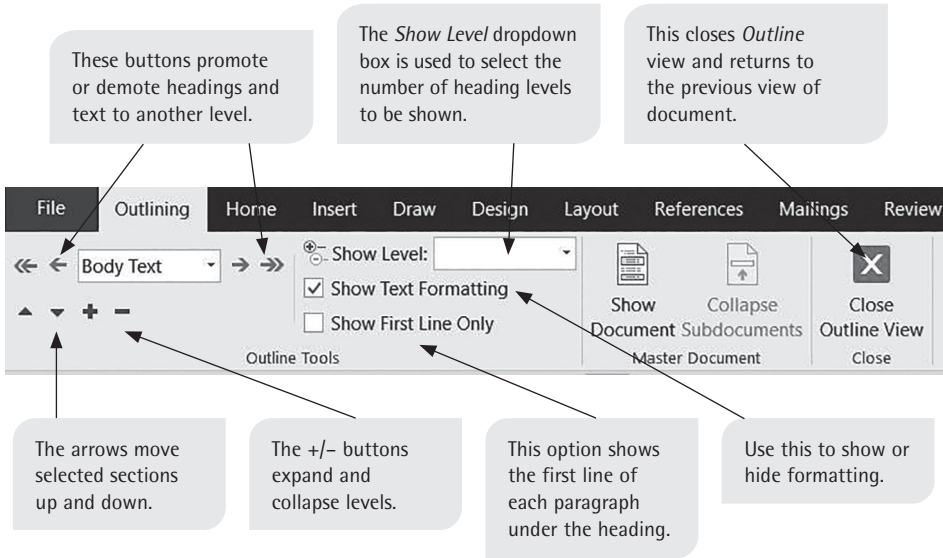 These buttons promote
or demote headings and
text to another level.
The Show Level dropdown
box is used to select the
number of heading levels
to be shown.
This closes Outline
view and returns to
the previous view of
document.
File Outlining Home Insert Draw Design Layout References Mailings Review
Body Text
Show Level:
Show Text Formatting
Show First Line Only
Outline Tools
Show
Document
Collapse
Subdocuments
Master Document
Close
Outline View
Close
The arrows move
selected sections
up and down.
The +/– buttons
expand and
collapse levels.
This option shows
the first line of
each paragraph
under the heading.
Use this to show or
hide formatting.